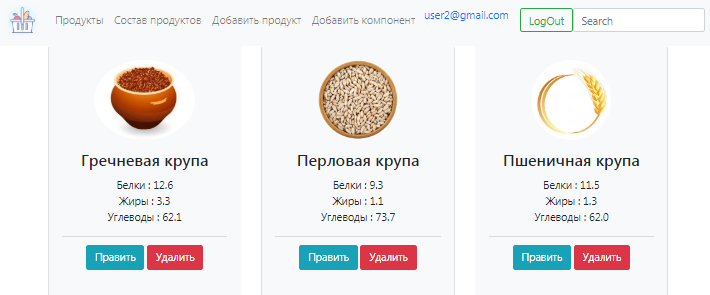 Продукты Состав продуктов Добавить продукт Добавить компонент user2@gmail.com LogOut Search
Гречневая крупа
Белки : 12.6
Жиры : 3.3
Углеводы : 62.1
Править Удалить
Перловая крупа
Белки : 9.3
Жиры : 1.1
Углеводы : 73.7
Править Удалить
Пшеничная крупа
Белки : 11.5
Жиры : 1.3
Углеводы : 62.0
Править Удалить